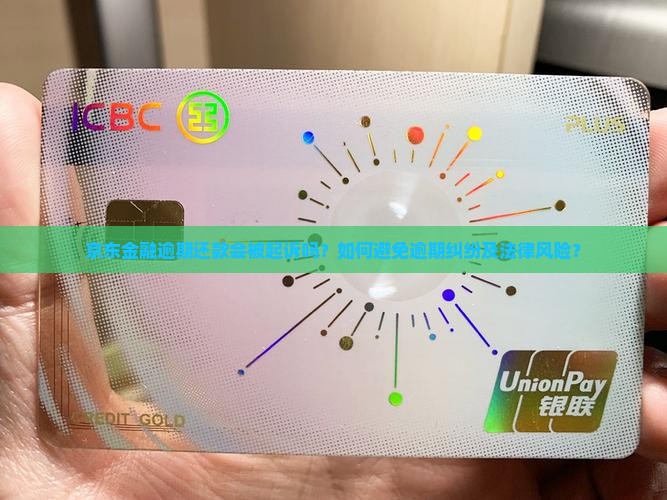 ICBC
PLUS
京东金融逾期还款会被起诉吗？如何避免逾期纠纷及法律风险？
CREDIT GOLD
UnionPay
银联